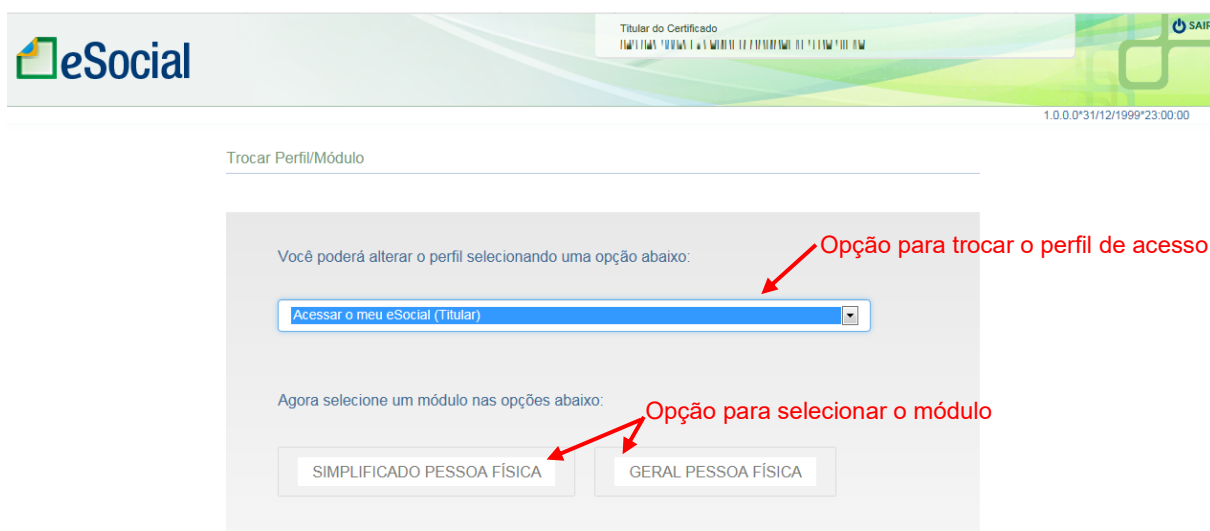 eSocial
Titular do Certificado
SAIR
1.0.0.0*31/12/1999*23:00:00
Trocar Perfil/Módulo
Você poderá alterar o perfil selecionando uma opção abaixo:
Opção para trocar o perfil de acesso
Acessar o meu eSocial (Titular)
Agora selecione um módulo nas opções abaixo:
Opção para selecionar o módulo
SIMPLIFICADO PESSOA FÍSICA
GERAL PESSOA FÍSICA